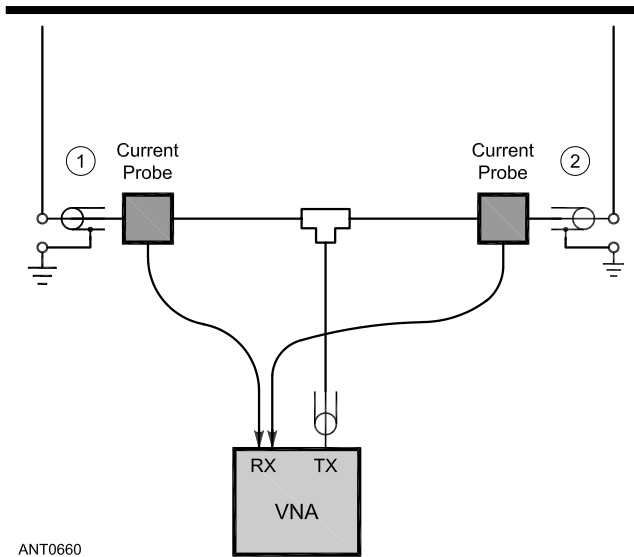 1
Current
Probe
Current
Probe
2
RX
TX
VNA
ANT0660